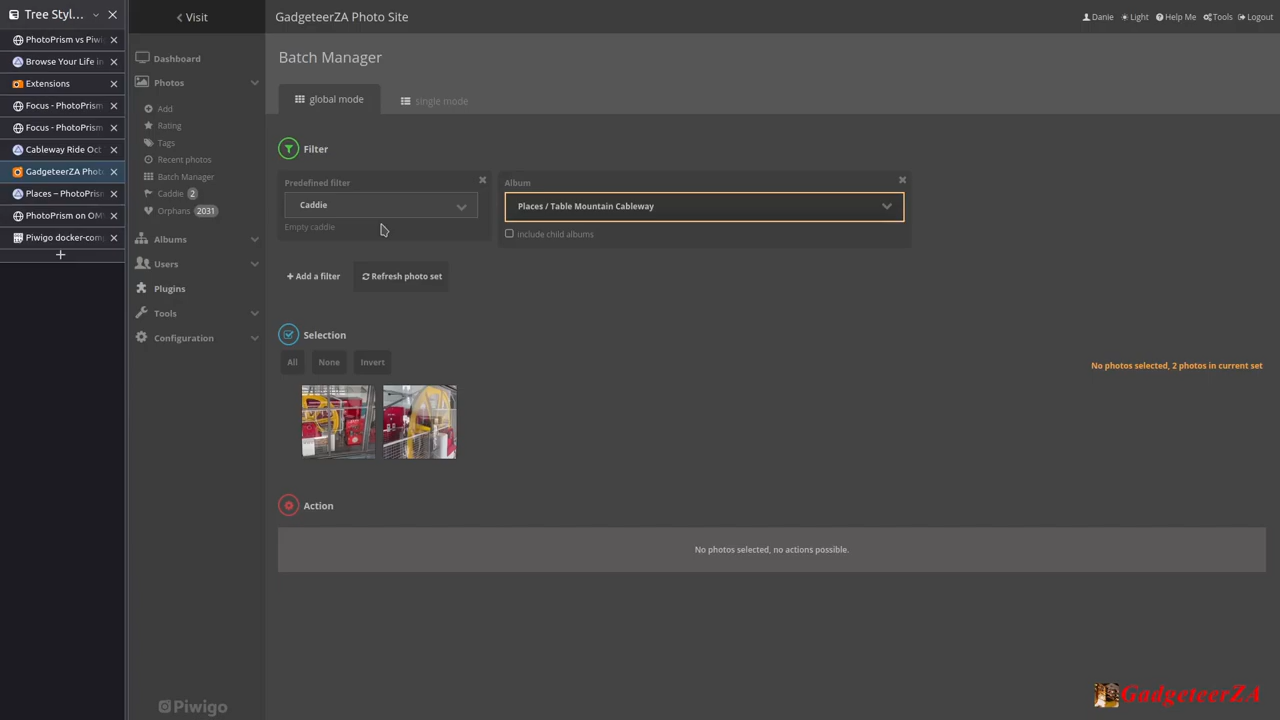 Tree Styl...
PhotoPrism vs Piwi
Browse Your Life in
Extensions
Focus - PhotoPrism
Focus - PhotoPrism
Cableway Ride Oct
GadgeteerZA Phot
Places – PhotoPrism
PhotoPrism on OM
Piwigo docker-com
Visit
Dashboard
Photos
Add
Rating
Tags
Recent photos
Batch Manager
Caddie 2
Orphans 2031
Albums
Users
Plugins
Tools
Configuration
Piwigo
GadgeteerZA Photo Site
Danie Light Help Me Tools Logout
Batch Manager
global mode
single mode
Filter
Predefined filter
Caddie
Empty caddie
Album
Places / Table Mountain Cableway
include child albums
Add a filter
Refresh photo set
Selection
All None Invert
No photos selected, 2 photos in current set
Action
No photos selected, no actions possible.
GadgeteerZA